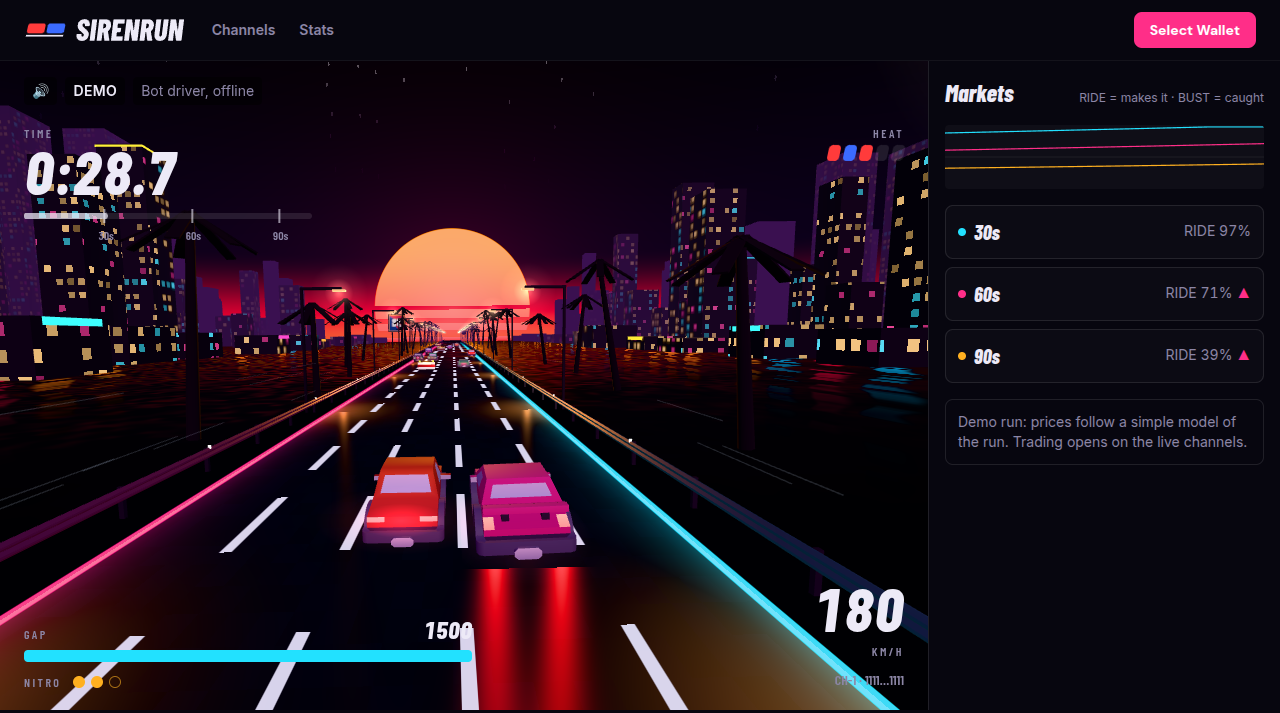 SIRENRUN
Channels
Stats
Select Wallet
DEMO
Bot driver, offline
TIME
0:28.7
30s
60s
90s
HEAT
GAP
1500
NITRO
180
KM/H
Markets
RIDE = makes it · BUST = caught
30s
RIDE 97%
60s
RIDE 71%
90s
RIDE 39%
Demo run: prices follow a simple model of
the run. Trading opens on the live channels.